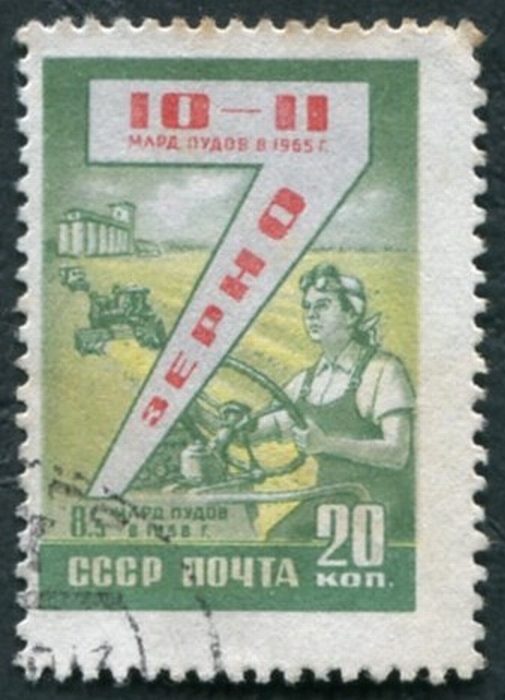 10—11
МЛРД. ПУДОВ В 1965 Г.
ЗЕРНО
8.5 МЛРД ПУДОВ
В 1958 Г.
20
КОП.
СССР ПОЧТА